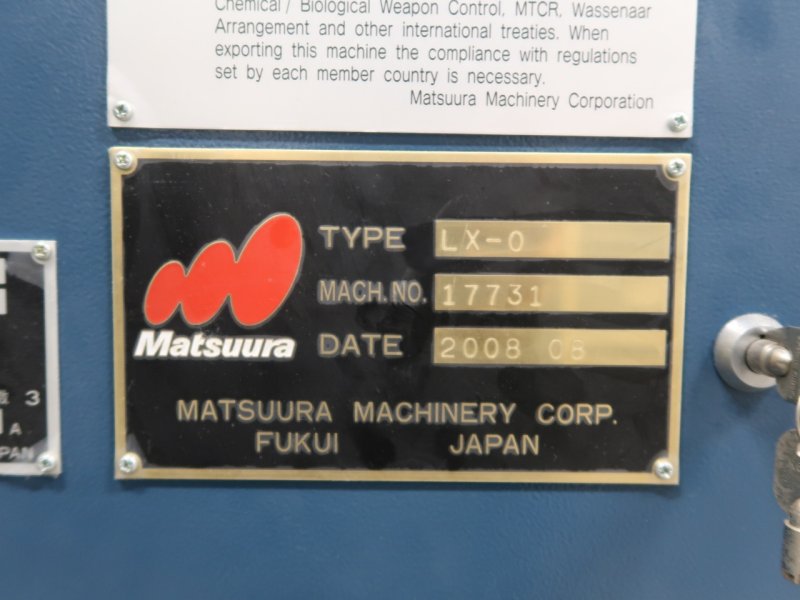 Chemical / Biological Weapon Control, MTCR, Wassenaar
Arrangement and other international treaties. When
exporting this machine the compliance with regulations
set by each member country is necessary.
Matsuura Machinery Corporation
Matsuura
TYPE LX-0
MACH.NO. 17731
DATE 2008 08
MATSUURA MACHINERY CORP.
FUKUI JAPAN
3
A
PAN